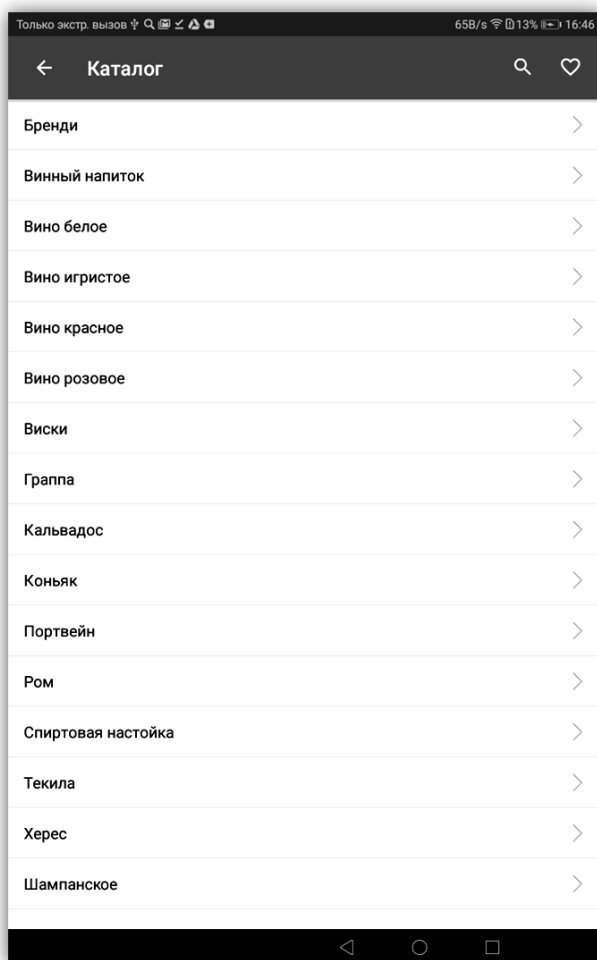 Только экстр. вызов 65B/s 13% 16:46
Каталог
Бренди
Винный напиток
Вино белое
Вино игристое
Вино красное
Вино розовое
Виски
Граппа
Кальвадос
Коньяк
Портвейн
Ром
Спиртовая настойка
Текила
Херес
Шампанское